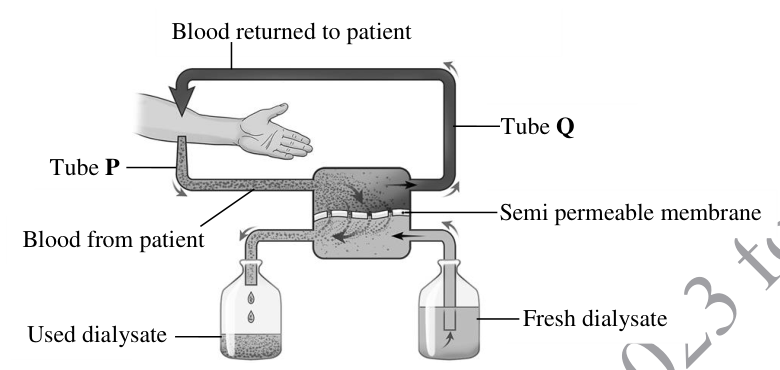 Blood returned to patient
Tube Q
Tube P
Semi permeable membrane
Blood from patient
Fresh dialysate
Used dialysate